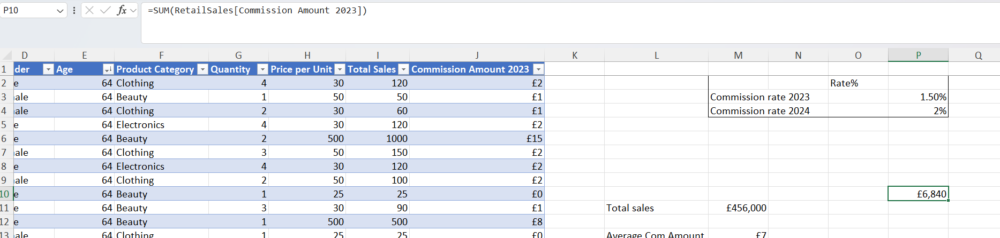 P10 fx =SUM(RetailSales[Commission Amount 2023])
D E F G H I J K L M N O P Q
1 der Age Product Category Quantity Price per Unit Total Sales Commission Amount 2023
2 e 64 Clothing 4 30 120 £2 Rate%
3 ale 64 Beauty 1 50 50 £1 Commission rate 2023 1.50%
4 ale 64 Clothing 2 30 60 £1 Commission rate 2024 2%
5 e 64 Electronics 4 30 120 £2
6 e 64 Beauty 2 500 1000 £15
7 ale 64 Clothing 3 50 150 £2
8 e 64 Electronics 4 30 120 £2
9 ale 64 Clothing 2 50 100 £2
10 e 64 Beauty 1 25 25 £0 £6,840
11 e 64 Beauty 3 30 90 £1 Total sales £456,000
12 e 64 Beauty 1 500 500 £8
13 ale 64 Clothing 1 25 25 £0 Average Com Amount £7